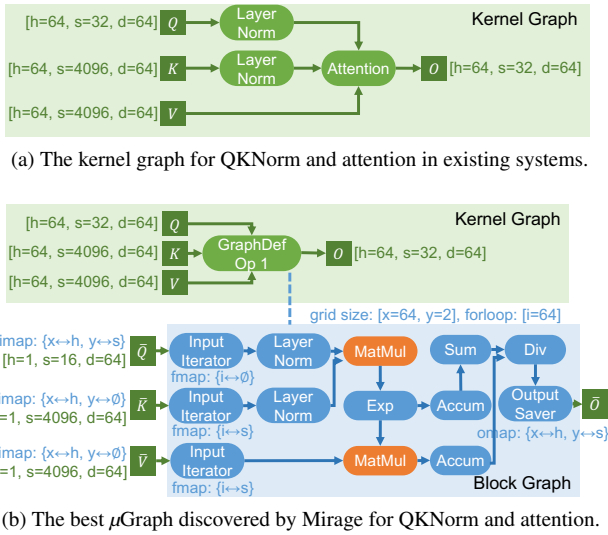 Kernel Graph
[h=64, s=32, d=64] Q
Layer
Norm
[h=64, s=4096, d=64] K
Layer
Norm
Attention
O [h=64, s=32, d=64]
[h=64, s=4096, d=64] V
(a) The kernel graph for QKNorm and attention in existing systems.
Kernel Graph
[h=64, s=32, d=64] Q
[h=64, s=4096, d=64] K
GraphDef
Op 1
O [h=64, s=32, d=64]
[h=64, s=4096, d=64] V
grid size: [x=64, y=2], forloop: [i=64]
imap: {x↔h, y↔s}
[h=1, s=16, d=64] Q̄
Input
Iterator
fmap: {i↔∅}
Layer
Norm
MatMul
Sum
Div
imap: {x↔h, y↔∅}
=1, s=4096, d=64] K̄
Input
Iterator
fmap: {i↔s}
Layer
Norm
Exp
Accum
Output
Saver
Ō
omap: {x↔h, y↔s}
imap: {x↔h, y↔∅}
=1, s=4096, d=64] V̄
Input
Iterator
fmap: {i↔s}
MatMul
Accum
Block Graph
(b) The best μGraph discovered by Mirage for QKNorm and attention.